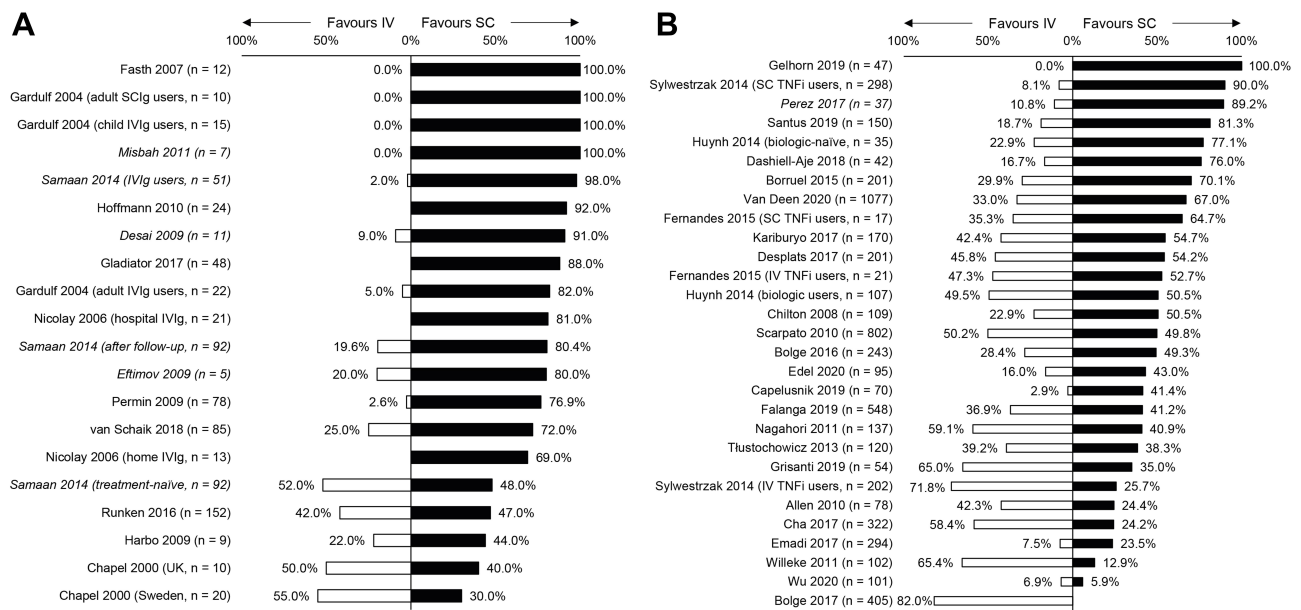 A
Favours IV Favours SC
100% 50% 0% 50% 100%
Fasth 2007 (n = 12) 0.0% 100.0%
Gardulf 2004 (adult SCIg users, n = 10) 0.0% 100.0%
Gardulf 2004 (child IVIg users, n = 15) 0.0% 100.0%
Misbah 2011 (n = 7) 0.0% 100.0%
Samaan 2014 (IVIg users, n = 51) 2.0% 98.0%
Hoffmann 2010 (n = 24) 92.0%
Desai 2009 (n = 11) 9.0% 91.0%
Gladiator 2017 (n = 48) 88.0%
Gardulf 2004 (adult IVIg users, n = 22) 5.0% 82.0%
Nicolay 2006 (hospital IVIg, n = 21) 81.0%
Samaan 2014 (after follow-up, n = 92) 19.6% 80.4%
Eftimov 2009 (n = 5) 20.0% 80.0%
Permin 2009 (n = 78) 2.6% 76.9%
van Schaik 2018 (n = 85) 25.0% 72.0%
Nicolay 2006 (home IVIg, n = 13) 69.0%
Samaan 2014 (treatment-naïve, n = 92) 52.0% 48.0%
Runken 2016 (n = 152) 42.0% 47.0%
Harbo 2009 (n = 9) 22.0% 44.0%
Chapel 2000 (UK, n = 10) 50.0% 40.0%
Chapel 2000 (Sweden, n = 20) 55.0% 30.0%
B
Favours IV Favours SC
100% 50% 0% 50% 100%
Gelhorn 2019 (n = 47) 0.0% 100.0%
Sylwestrzak 2014 (SC TNFi users, n = 298) 8.1% 90.0%
Perez 2017 (n = 37) 10.8% 89.2%
Santus 2019 (n = 150) 18.7% 81.3%
Huynh 2014 (biologic-naïve, n = 35) 22.9% 77.1%
Dashiell-Aje 2018 (n = 42) 16.7% 76.0%
Borruel 2015 (n = 201) 29.9% 70.1%
Van Deen 2020 (n = 1077) 33.0% 67.0%
Fernandes 2015 (SC TNFi users, n = 17) 35.3% 64.7%
Kariburyo 2017 (n = 170) 42.4% 54.7%
Desplats 2017 (n = 201) 45.8% 54.2%
Fernandes 2015 (IV TNFi users, n = 21) 47.3% 52.7%
Huynh 2014 (biologic users, n = 107) 49.5% 50.5%
Chilton 2008 (n = 109) 22.9% 50.5%
Scarpato 2010 (n = 802) 50.2% 49.8%
Bolge 2016 (n = 243) 28.4% 49.3%
Edel 2020 (n = 95) 16.0% 43.0%
Capelusnik 2019 (n = 70) 2.9% 41.4%
Falanga 2019 (n = 548) 36.9% 41.2%
Nagahori 2011 (n = 137) 59.1% 40.9%
Tłustochowicz 2013 (n = 120) 39.2% 38.3%
Grisanti 2019 (n = 54) 65.0% 35.0%
Sylwestrzak 2014 (IV TNFi users, n = 202) 71.8% 25.7%
Allen 2010 (n = 78) 42.3% 24.4%
Cha 2017 (n = 322) 58.4% 24.2%
Emadi 2017 (n = 294) 7.5% 23.5%
Willeke 2011 (n = 102) 65.4% 12.9%
Wu 2020 (n = 101) 6.9% 5.9%
Bolge 2017 (n = 405) 82.0%